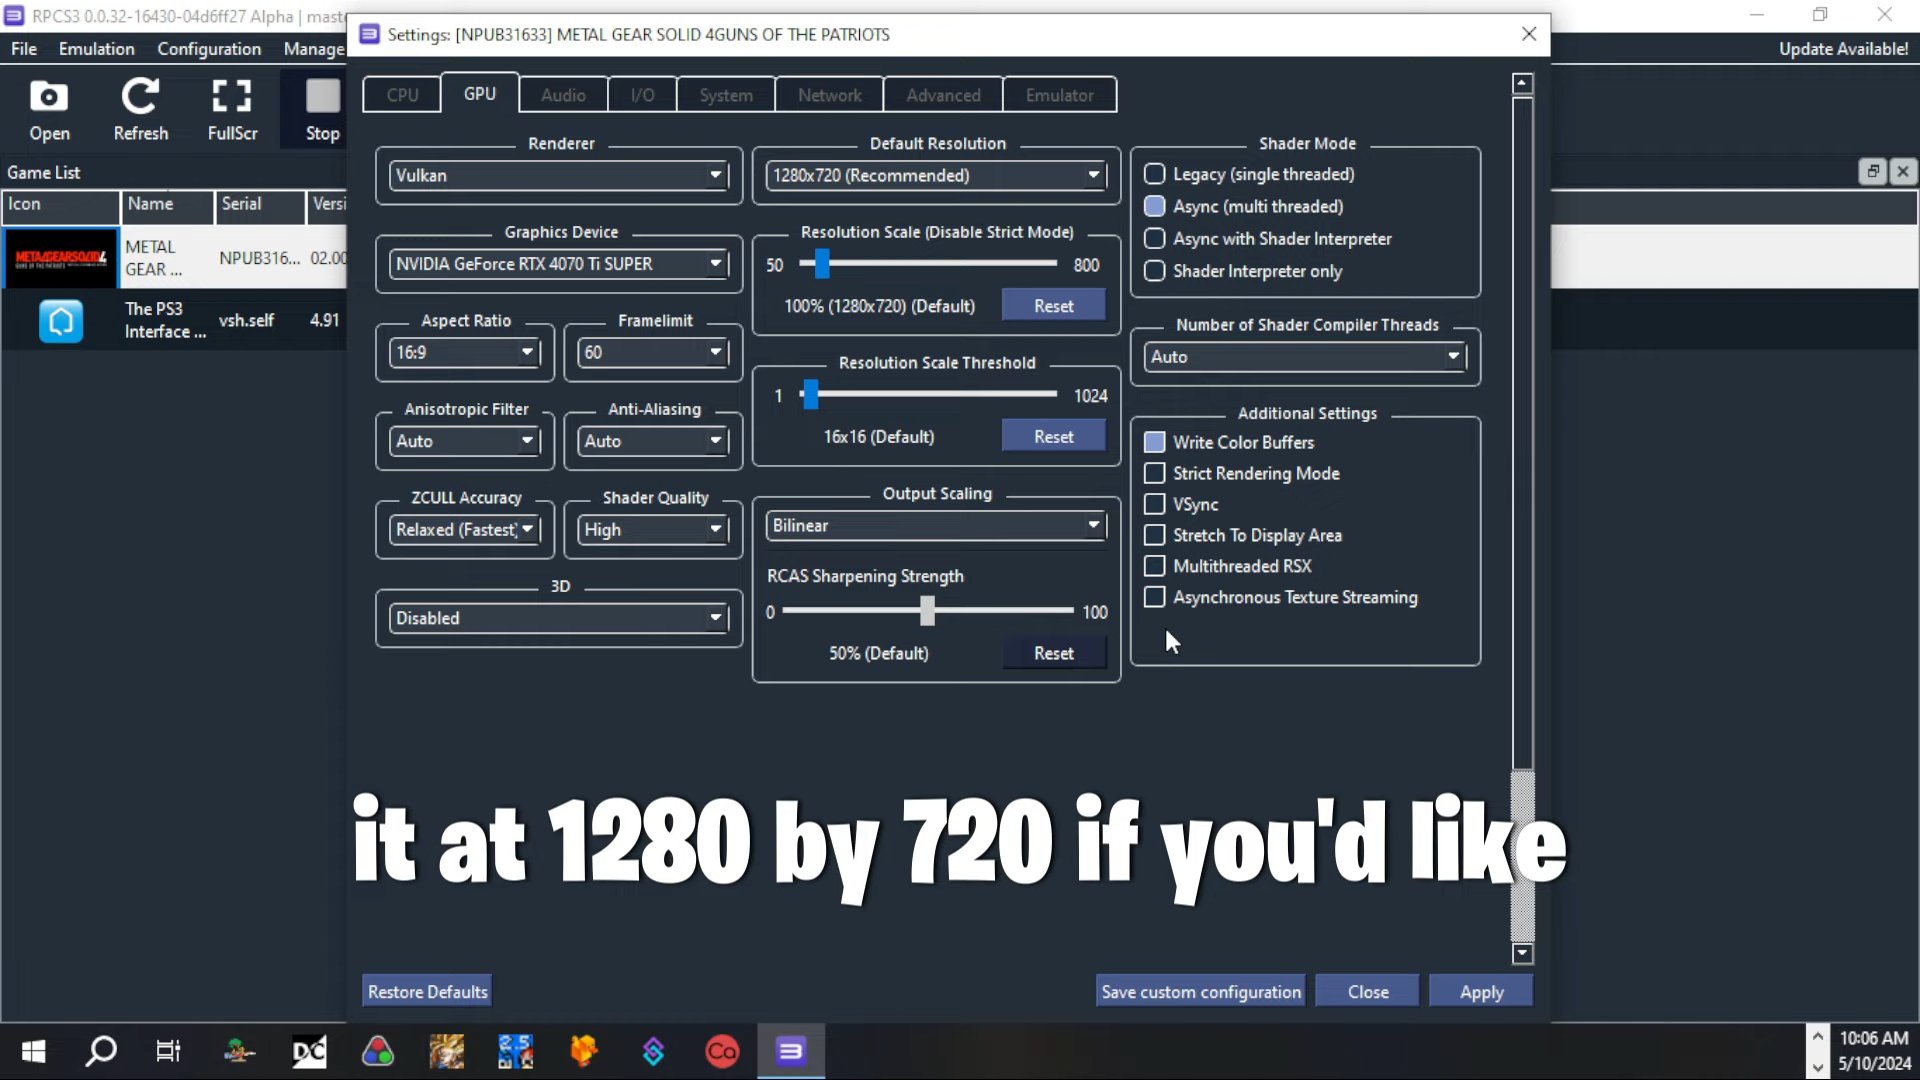 RPCS3 0.0.32-16430-04d6ff27 Alpha | mast
Settings: [NPUB31633] METAL GEAR SOLID 4GUNS OF THE PATRIOTS
File Emulation Configuration Manage
Update Available!
Open Refresh FullScr Stop
Game List
Icon Name Serial Versi
METAL GEAR SOLID 4
METAL
GEAR ...
NPUB316... 02.00
The PS3
Interface ...
vsh.self 4.91
CPU GPU Audio I/O System Network Advanced Emulator
Renderer
Vulkan
Graphics Device
NVIDIA GeForce RTX 4070 Ti SUPER
Aspect Ratio
16:9
Framelimit
60
Anisotropic Filter
Auto
Anti-Aliasing
Auto
ZCULL Accuracy
Relaxed (Fastest)
Shader Quality
High
3D
Disabled
Default Resolution
1280x720 (Recommended)
Resolution Scale (Disable Strict Mode)
50 800
100% (1280x720) (Default) Reset
Resolution Scale Threshold
1 1024
16x16 (Default) Reset
Output Scaling
Bilinear
RCAS Sharpening Strength
0 100
50% (Default) Reset
Shader Mode
Legacy (single threaded)
Async (multi threaded)
Async with Shader Interpreter
Shader Interpreter only
Number of Shader Compiler Threads
Auto
Additional Settings
Write Color Buffers
Strict Rendering Mode
VSync
Stretch To Display Area
Multithreaded RSX
Asynchronous Texture Streaming
it at 1280 by 720 if you'd like
Restore Defaults Save custom configuration Close Apply
DC
Ca
10:06 AM
5/10/2024